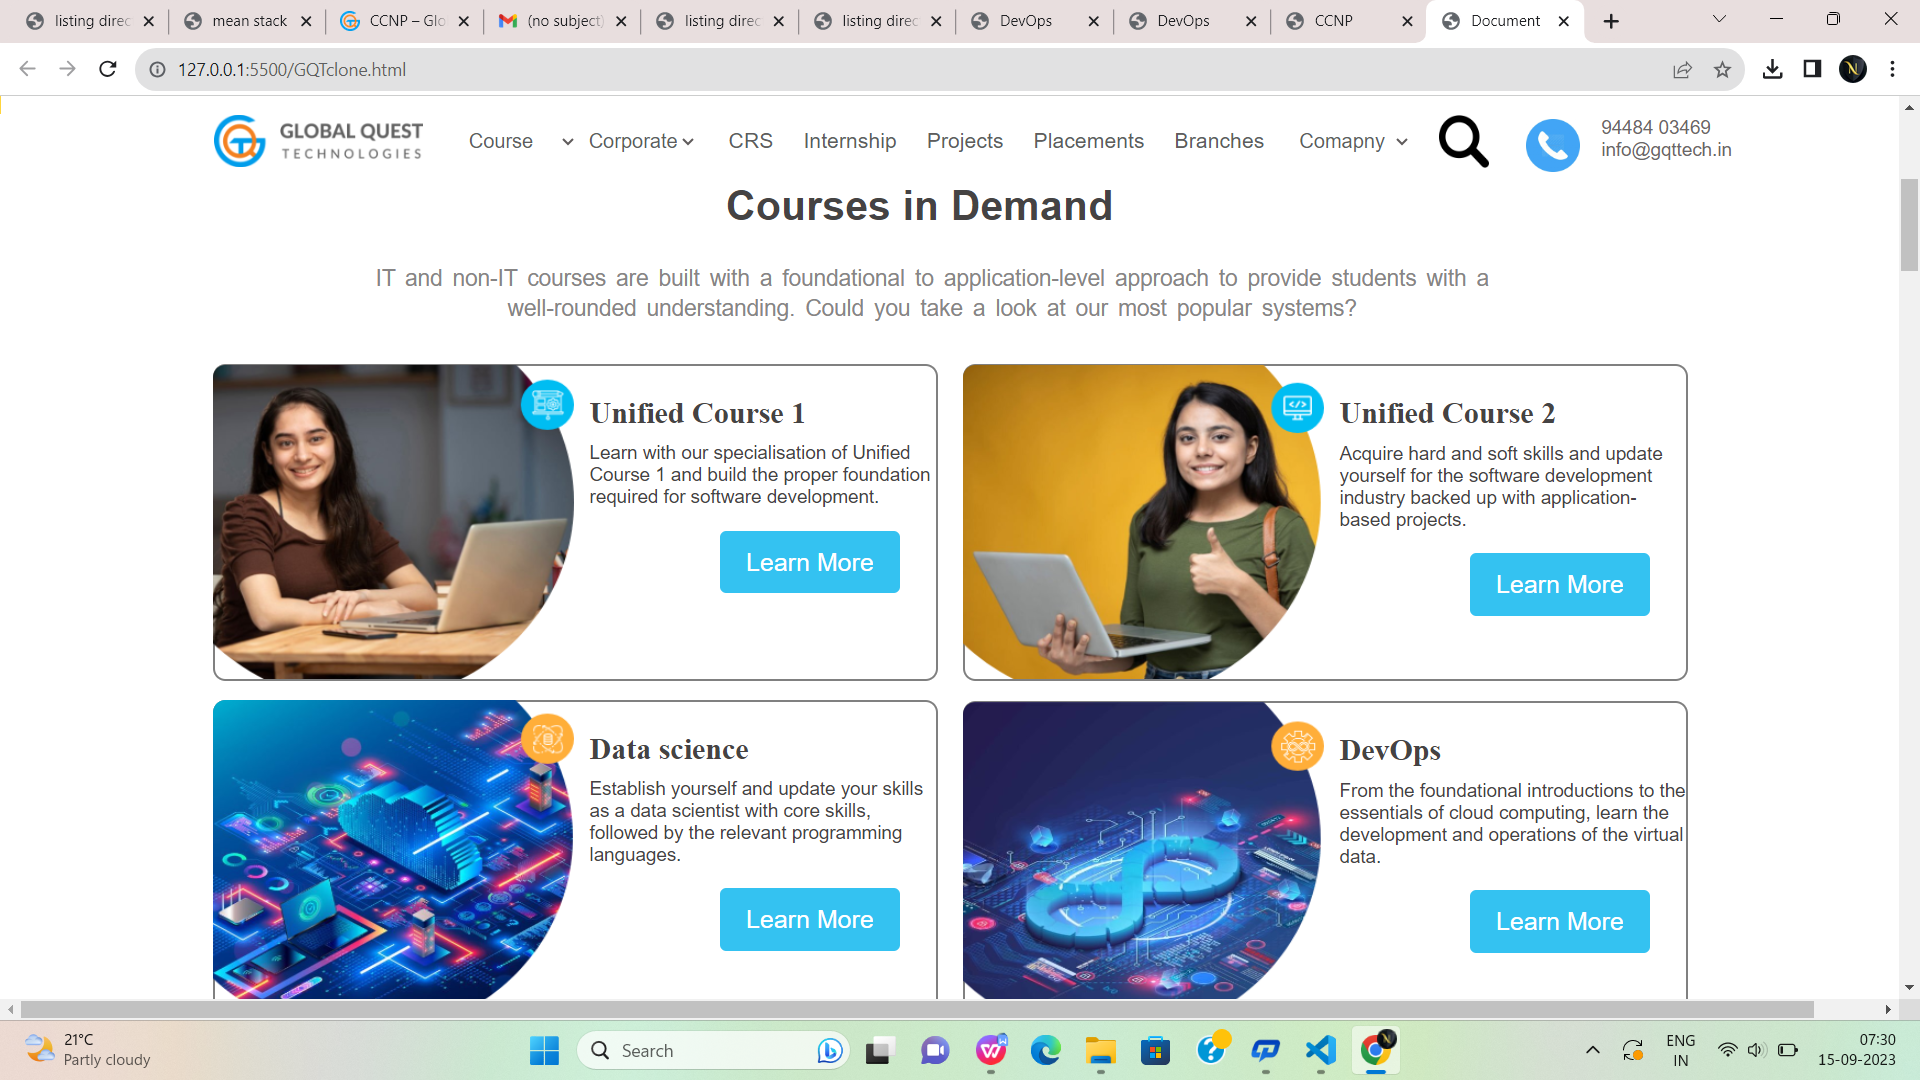 listing direc
mean stack
CCNP – Glo
(no subject)
listing direc
listing direc
DevOps
DevOps
CCNP
Document
127.0.0.1:5500/GQTclone.html
GLOBAL QUEST
TECHNOLOGIES
Course
Corporate
CRS
Internship
Projects
Placements
Branches
Comapny
94484 03469
info@gqttech.in
Courses in Demand
IT and non-IT courses are built with a foundational to application-level approach to provide students with a
well-rounded understanding. Could you take a look at our most popular systems?
Unified Course 1
Learn with our specialisation of Unified
Course 1 and build the proper foundation
required for software development.
Learn More
Unified Course 2
Acquire hard and soft skills and update
yourself for the software development
industry backed up with application-
based projects.
Learn More
Data science
Establish yourself and update your skills
as a data scientist with core skills,
followed by the relevant programming
languages.
Learn More
DevOps
From the foundational introductions to the
essentials of cloud computing, learn the
development and operations of the virtual
data.
Learn More
21°C
Partly cloudy
Search
ENG
IN
07:30
15-09-2023